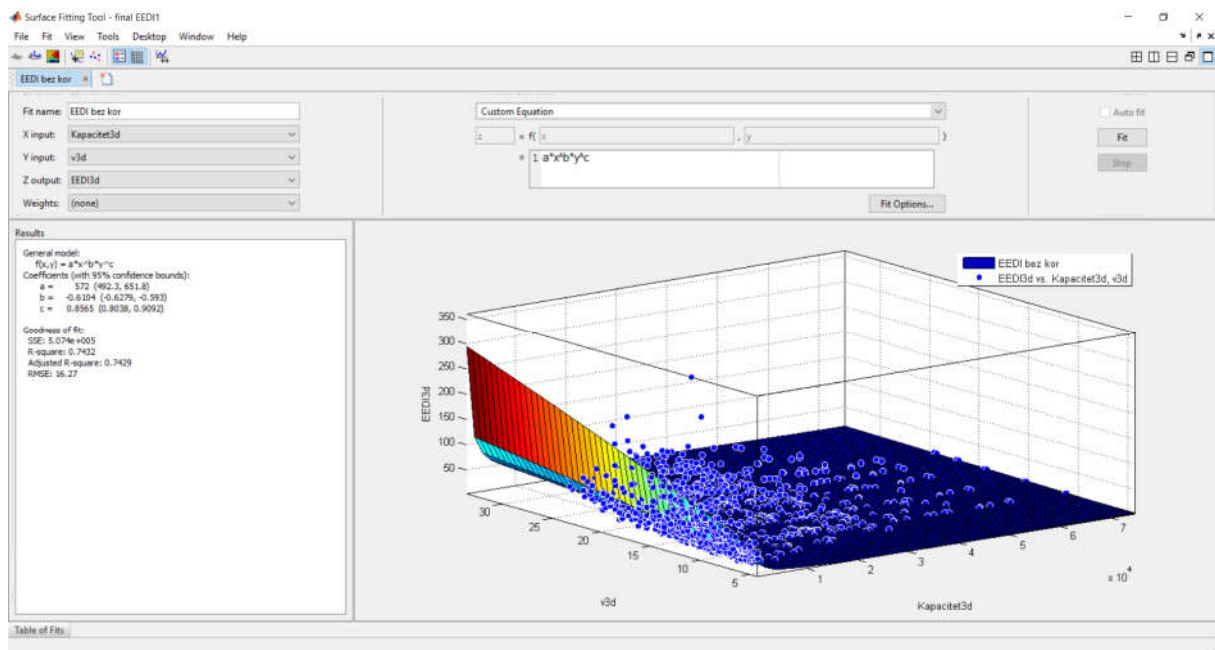 Surface Fitting Tool - final EEDI1
File Fit View Tools Desktop Window Help
EEDI bez kor
Fit name: EEDI bez kor
X input: Kapacitet3d
Y input: v3d
Z output: EEDI3d
Weights: (none)
Custom Equation
z = f( x , y )
= 1 a*x^b*y^c
Fit Options...
Auto fit
Fit
Stop
Results
General model:
f(x,y) = a*x^b*y^c
Coefficients (with 95% confidence bounds):
a = 572 (492.3, 651.8)
b = -0.6104 (-0.6279, -0.593)
c = 0.8565 (0.8038, 0.9092)
Goodness of fit:
SSE: 5.074e+005
R-square: 0.7432
Adjusted R-square: 0.7429
RMSE: 16.27
EEDI bez kor
EEDI3d vs. Kapacitet3d, v3d
350
300
250
200
150
100
50
EEDI3d
30
25
20
15
10
5
v3d
1
2
3
4
5
6
7
x 10^4
Kapacitet3d
Table of Fits